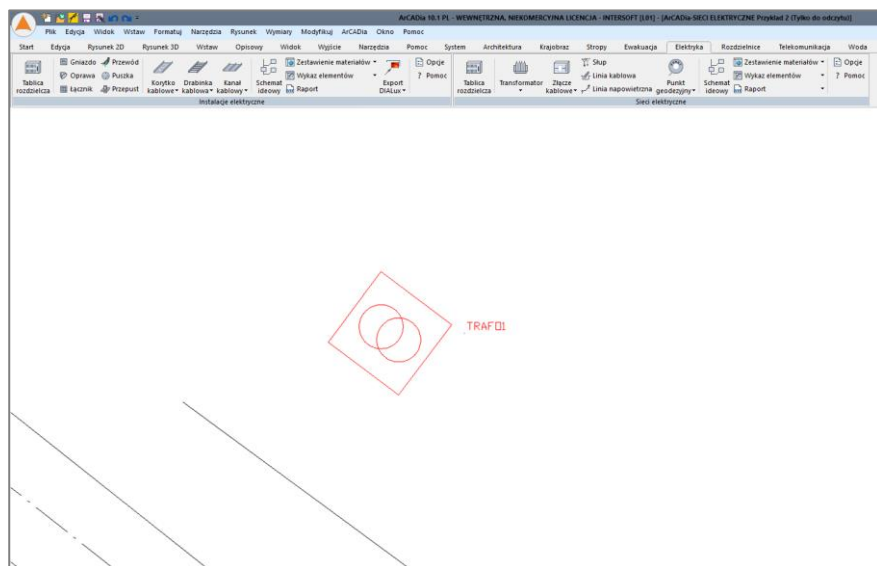 ArCADia 10.1 PL - WEWNĘTRZNA, NIEKOMERCYJNA LICENCJA - INTERSOFT [L01] - [ArCADia-SIECI ELEKTRYCZNE Przykład 2 (Tylko do odczytu)]
Plik Edycja Widok Wstaw Formatuj Narzędzia Rysunek Wymiary Modyfikuj ArCADia Okno Pomoc
Start Edycja Rysunek 2D Rysunek 3D Wstaw Opisowy Widok Wyjście Narzędzia Pomoc System Architektura Krajobraz Stropy Ewakuacja Elektryka Rozdzielnice Telekomunikacja Woda
Gniazdo Przewód Zestawienie materiałów Opcje Słup Zestawienie materiałów Opcje
Oprawa Puszka Wykaz elementów ? Pomoc Linia kablowa Wykaz elementów ? Pomoc
Tablica Korytko Drabinka Kanał Schemat Export Tablica Transformator Złącze Punkt Schemat
rozdzielcza Łącznik Przepust kablowe kablowa kablowy ideowy Raport DIALux rozdzielcza kablowe Linia napowietrzna geodezyjny ideowy Raport
Instalacje elektryczne Sieci elektryczne
TRAFO1